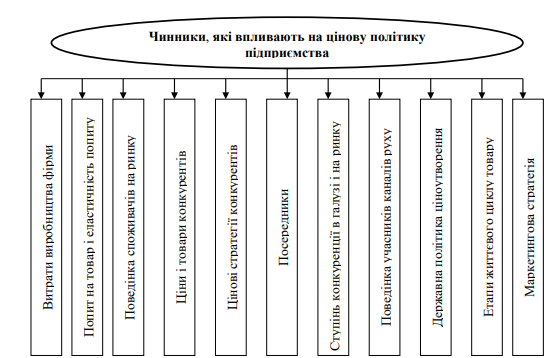 Чинники, які впливають на цінову політику
підприємства
Витрати виробництва фірми
Попит на товар і еластичність попиту
Поведінка споживачів на ринку
Ціни і товари конкурентів
Цінові стратегії конкурентів
Посередники
Ступінь конкуренції в галузі і на ринку
Поведінка учасників каналів руху
Державна політика ціноутворення
Етапи життєвого циклу товару
Маркетингова стратегія